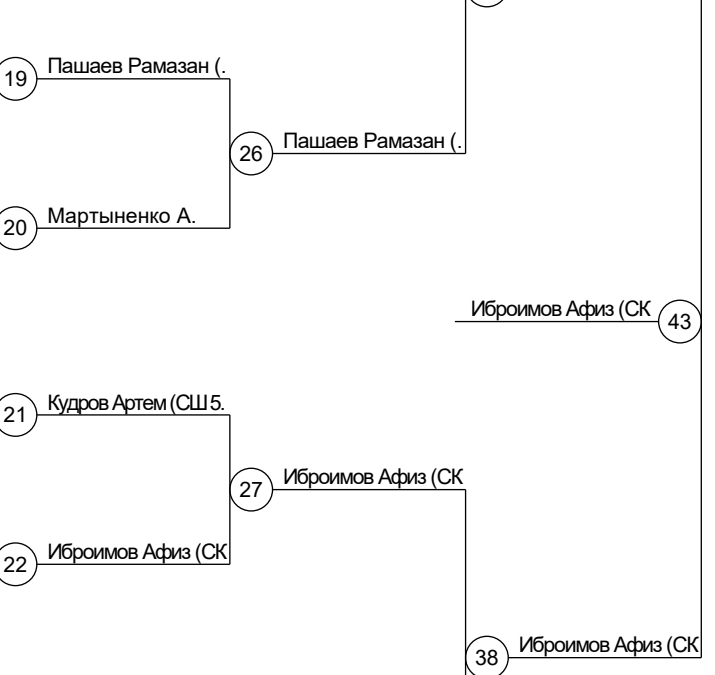 19 Пашаев Рамазан (.
26 Пашаев Рамазан (.
20 Мартыненко А.
Иброимов Афиз (СК 43
21 Кудров Артем (СШ 5.
27 Иброимов Афиз (СК
22 Иброимов Афиз (СК
38 Иброимов Афиз (СК